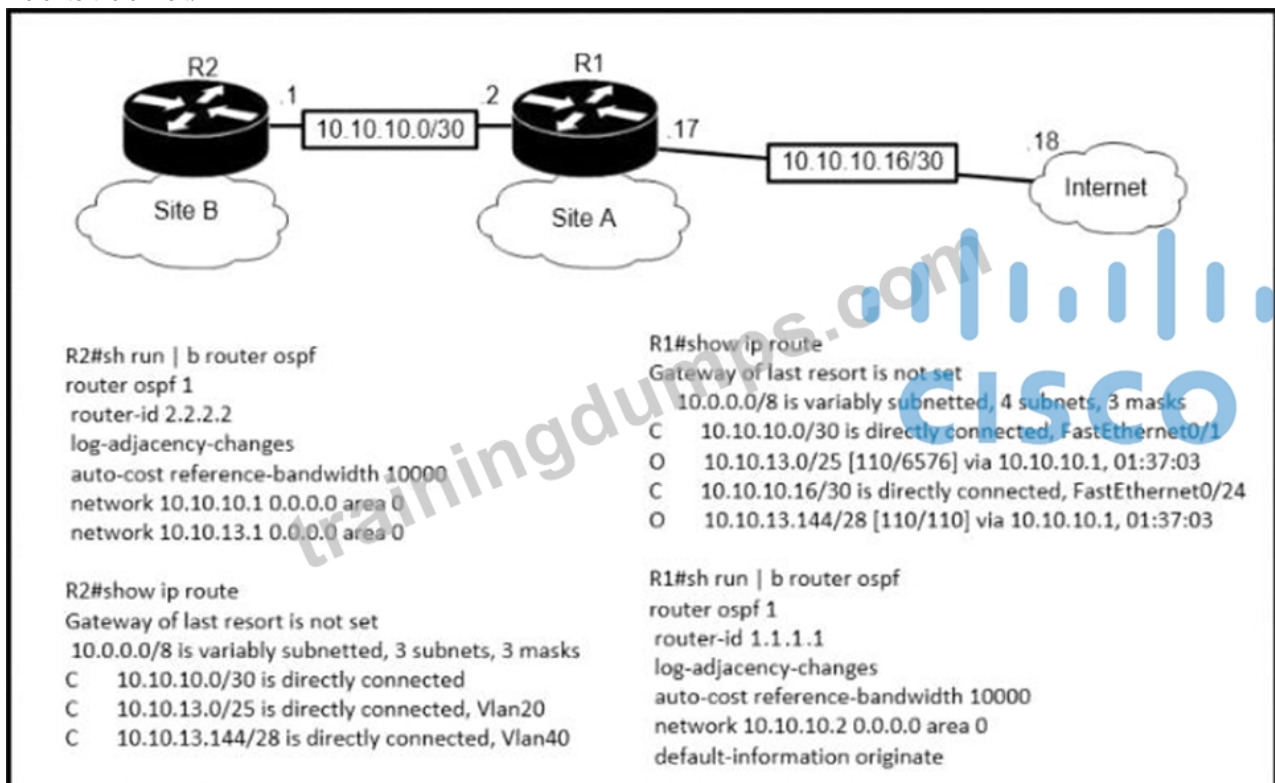 R2
R1
.1
10.10.10.0/30
.2
.17
10.10.10.16/30
.18
Internet
Site B
Site A
R2#sh run | b router ospf
router ospf 1
router-id 2.2.2.2
log-adjacency-changes
auto-cost reference-bandwidth 10000
network 10.10.10.1 0.0.0.0 area 0
network 10.10.13.1 0.0.0.0 area 0
R2#show ip route
Gateway of last resort is not set
10.0.0.0/8 is variably subnetted, 3 subnets, 3 masks
C 10.10.10.0/30 is directly connected
C 10.10.13.0/25 is directly connected, Vlan20
C 10.10.13.144/28 is directly connected, Vlan40
R1#show ip route
Gateway of last resort is not set
10.0.0.0/8 is variably subnetted, 4 subnets, 3 masks
C 10.10.10.0/30 is directly connected, FastEthernet0/1
O 10.10.13.0/25 [110/6576] via 10.10.10.1, 01:37:03
C 10.10.10.16/30 is directly connected, FastEthernet0/24
O 10.10.13.144/28 [110/110] via 10.10.10.1, 01:37:03
R1#sh run | b router ospf
router ospf 1
router-id 1.1.1.1
log-adjacency-changes
auto-cost reference-bandwidth 10000
network 10.10.10.2 0.0.0.0 area 0
default-information originate
trainingdumps.com
CISCO